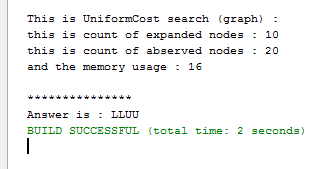 This is UniformCost search (graph) :
this is count of expanded nodes : 10
this is count of abserved nodes : 20
and the memory usage : 16
***************
Answer is : LLUU
BUILD SUCCESSFUL (total time: 2 seconds)